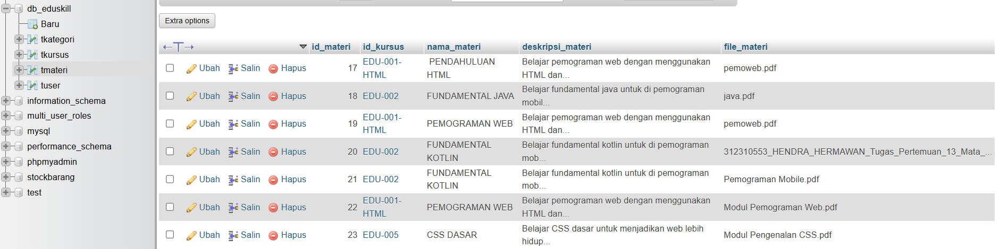 db_eduskill
Baru
tkategori
tkursus
tmateri
tuser
information_schema
multi_user_roles
mysql
performance_schema
phpmyadmin
stockbarang
test
Extra options
←T→ id_materi id_kursus nama_materi deskripsi_materi file_materi
Ubah Salin Hapus 17 EDU-001- PENDAHULUAN Belajar pemograman web dengan menggunakan pemoweb.pdf
HTML HTML HTML dan...
Ubah Salin Hapus 18 EDU-002 FUNDAMENTAL JAVA Belajar fundamental java untuk di pemograman java.pdf
mobil...
Ubah Salin Hapus 19 EDU-001- PEMOGRAMAN WEB Belajar pemograman web dengan menggunakan pemoweb.pdf
HTML HTML dan...
Ubah Salin Hapus 20 EDU-002 FUNDAMENTAL Belajar fundamental kotlin untuk di pemograman 312310553_HENDRA_HERMAWAN_Tugas_Pertemuan_13_Mata_...
KOTLIN mob...
Ubah Salin Hapus 21 EDU-002 FUNDAMENTAL Belajar fundamental kotlin untuk di pemograman Pemograman Mobile.pdf
KOTLIN mob...
Ubah Salin Hapus 22 EDU-001- PEMOGRAMAN WEB Belajar pemograman web dengan menggunakan Modul Pemograman Web.pdf
HTML HTML dan...
Ubah Salin Hapus 23 EDU-005 CSS DASAR Belajar CSS dasar untuk menjadikan web lebih Modul Pengenalan CSS.pdf
hidup...